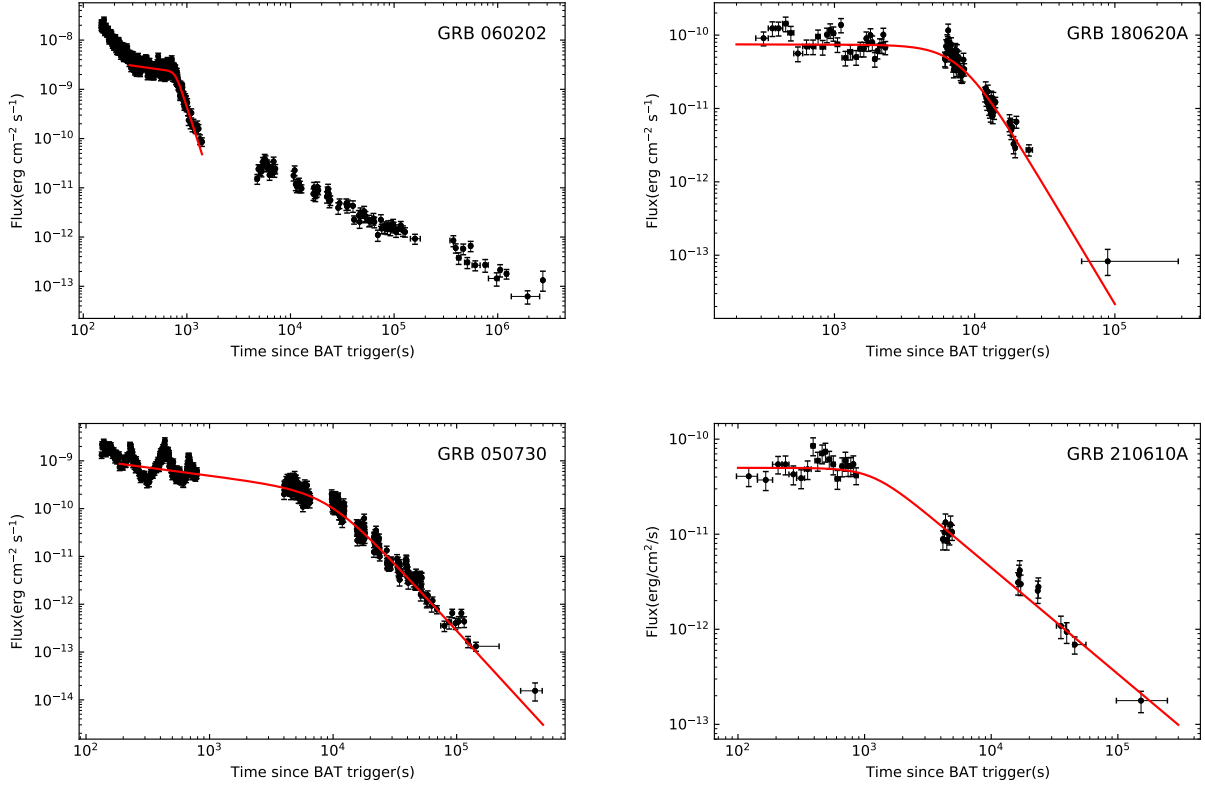 GRB 060202
Flux(erg cm⁻² s⁻¹)
10⁻⁸
10⁻⁹
10⁻¹⁰
10⁻¹¹
10⁻¹²
10⁻¹³
10² 10³ 10⁴ 10⁵ 10⁶
Time since BAT trigger(s)
GRB 180620A
Flux(erg cm⁻² s⁻¹)
10⁻¹⁰
10⁻¹¹
10⁻¹²
10⁻¹³
10³ 10⁴ 10⁵
Time since BAT trigger(s)
GRB 050730
Flux(erg cm⁻² s⁻¹)
10⁻⁹
10⁻¹⁰
10⁻¹¹
10⁻¹²
10⁻¹³
10⁻¹⁴
10² 10³ 10⁴ 10⁵
Time since BAT trigger(s)
GRB 210610A
Flux(erg/cm²/s)
10⁻¹⁰
10⁻¹¹
10⁻¹²
10⁻¹³
10² 10³ 10⁴ 10⁵
Time since BAT trigger(s)